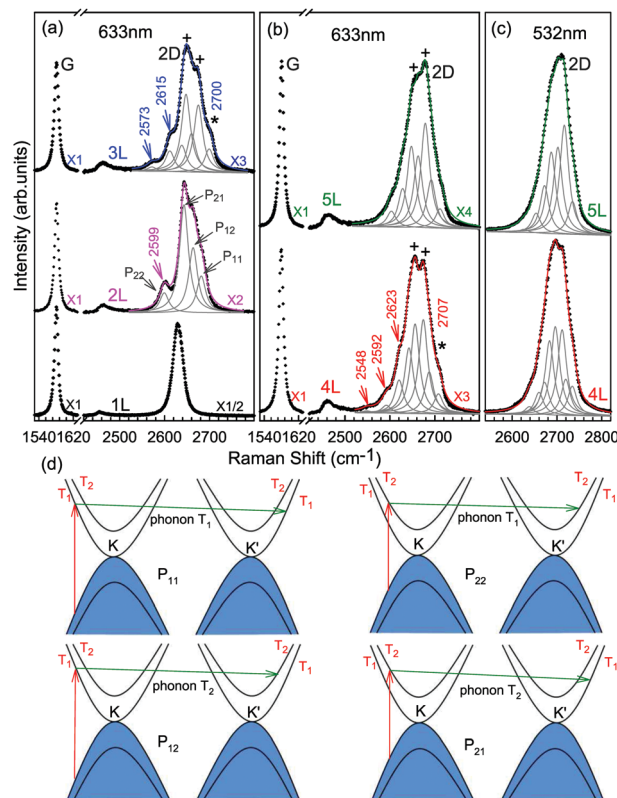 (a)
633nm
G
2D
+
+
2573
2615
2700
*
X1
3L
X3
2599
P22
P21
P12
P11
X1
2L
X2
X1
1L
X1/2
15401620 2500 2600 2700
(b)
633nm
G
+
+
2D
X1
5L
X4
+
+
2548
2592
2623
2707
*
X1
4L
X3
15401620 2500 2600 2700
(c)
532nm
2D
5L
4L
2600 2700 2800
Intensity (arb.units)
Raman Shift (cm-1)
(d)
T1
T2
phonon T1
T2
T1
K
K'
P11
T1
T2
phonon T1
T2
T1
K
K'
P22
T1
T2
phonon T2
T2
T1
K
K'
P12
T1
T2
phonon T2
T2
T1
K
K'
P21